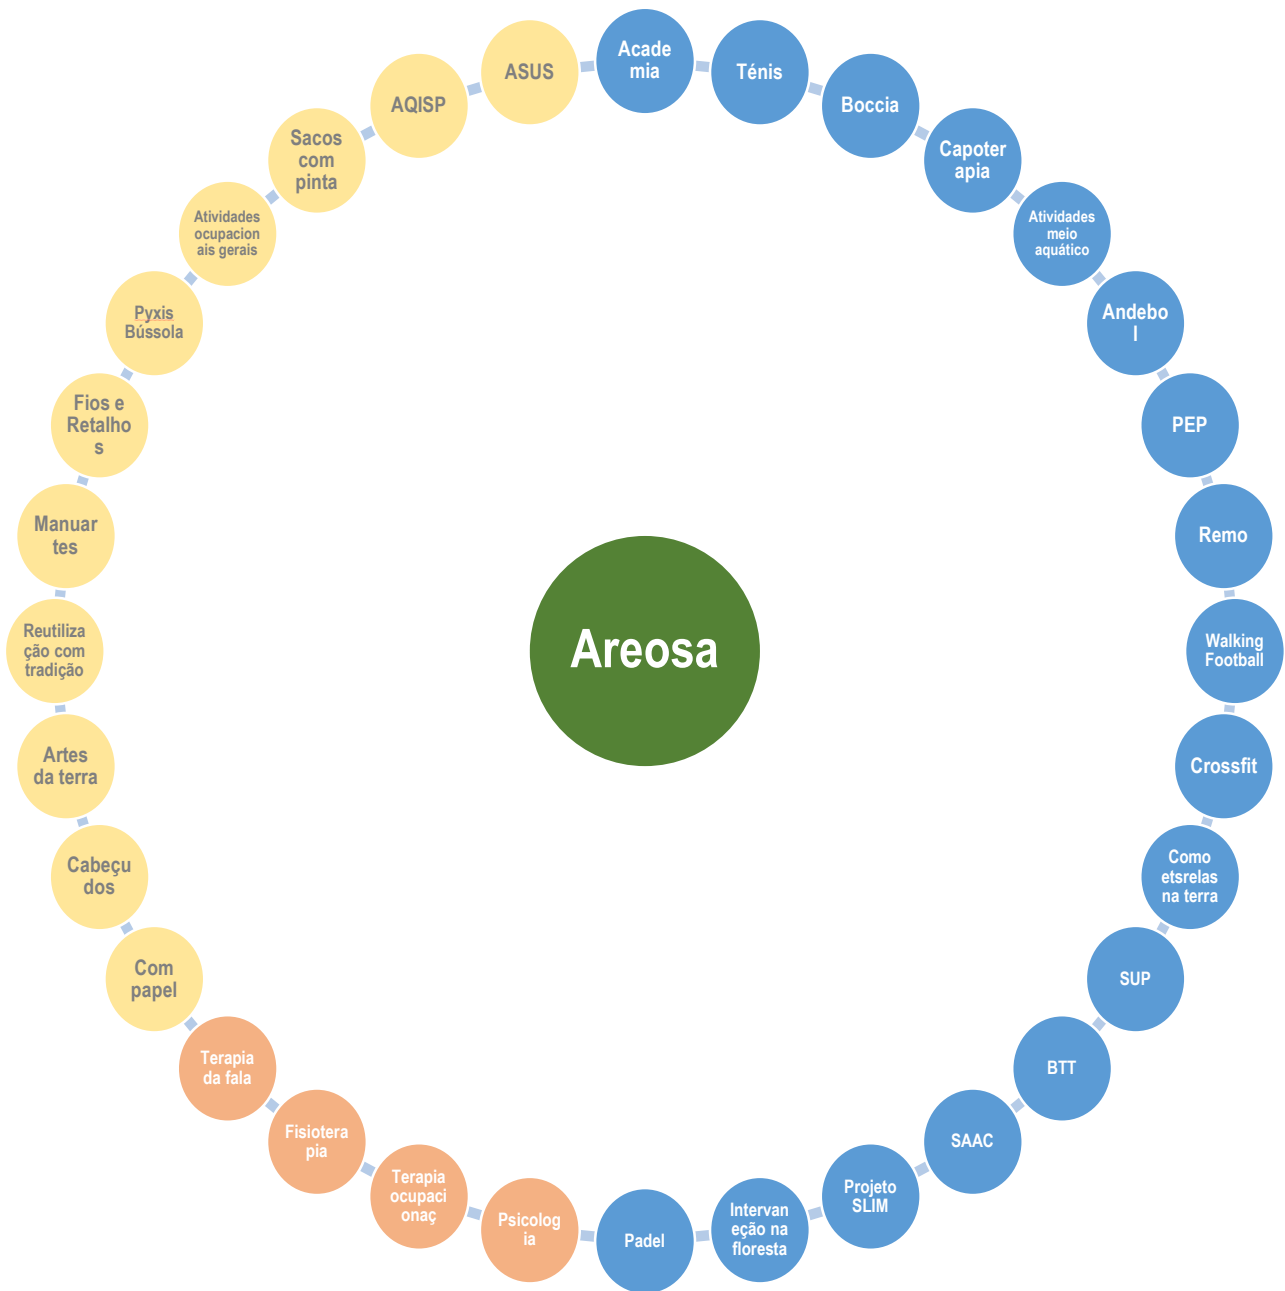 Acade
mia
Ténis
Boccia
Capoter
apia
Atividades
meio
aquático
Andebo
l
PEP
Remo
Walking
Football
Crossfit
Como
etsrelas
na terra
SUP
BTT
SAAC
Projeto
SLIM
Intervan
eção na
floresta
Padel
Psicolog
ia
Terapia
ocupaci
onaç
Fisiotera
pia
Terapia
da fala
Com
papel
Cabeçu
dos
Artes
da terra
Reutiliza
ção com
tradição
Manuar
tes
Fios e
Retalho
s
Pyxis
Bússola
Atividades
ocupacion
ais gerais
Sacos
com
pinta
AQISP
ASUS
Areosa